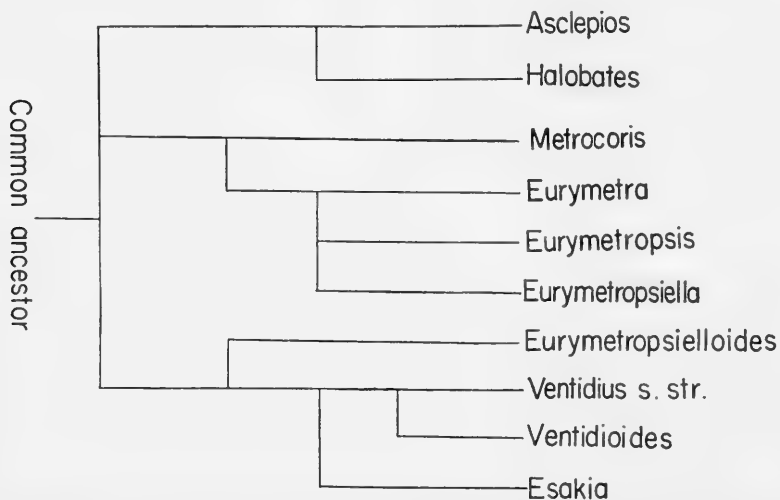 Asclepios
Halobates
Metrocoris
Eurymetra
Eurymetropsis
Eurymetropsiella
Eurymetropsielloides
Ventidius s. str.
Ventidioides
Esakia
Common ancestor